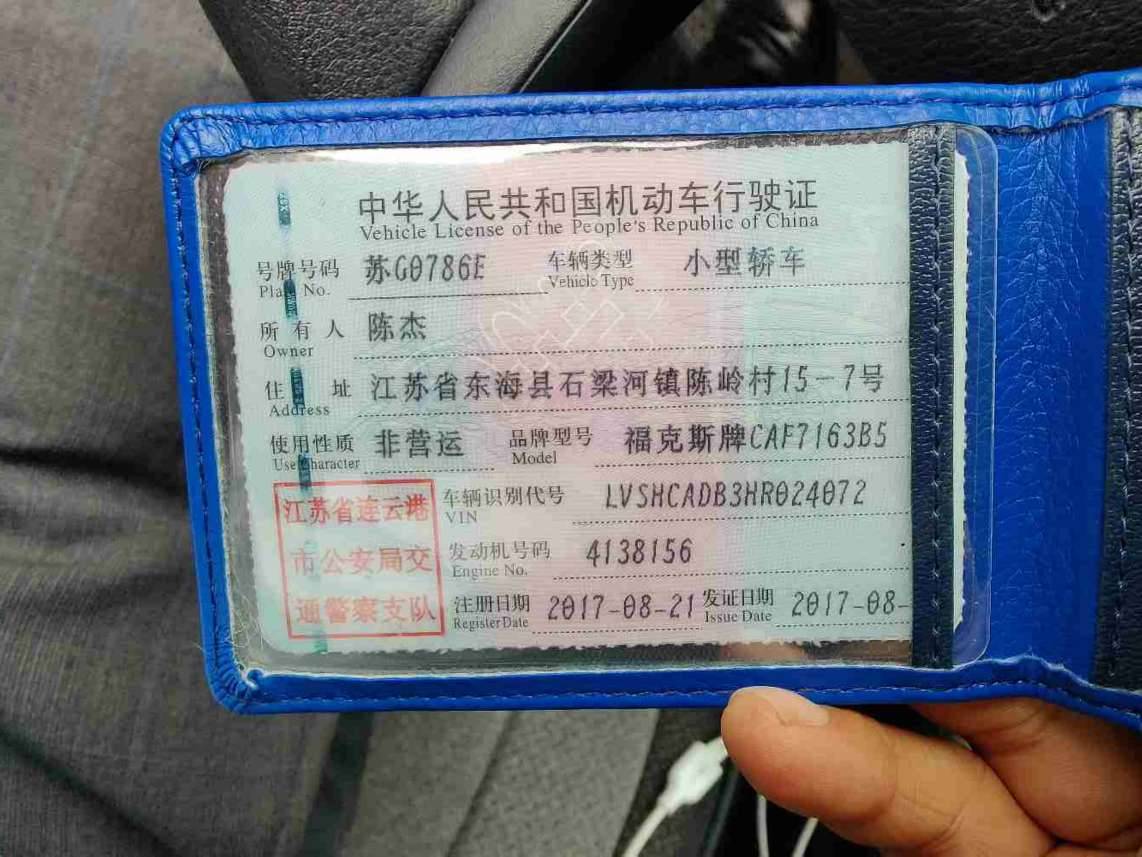 中华人民共和国机动车行驶证
Vehicle License of the People's Republic of China
号牌号码 苏G0786E 车辆类型 小型轿车
Plate No. Vehicle Type
所有人 陈杰
Owner
住址 江苏省东海县石梁河镇陈岭村15-7号
Address
使用性质 非营运 品牌型号 福克斯牌CAF7163B5
Use Character Model
江苏省连云港 车辆识别代号 LVSHCADB3HR024072
VIN
市公安局交 发动机号码 4138156
Engine No.
通警察支队 注册日期 2017-08-21 发证日期 2017-08-
Register Date Issue Date